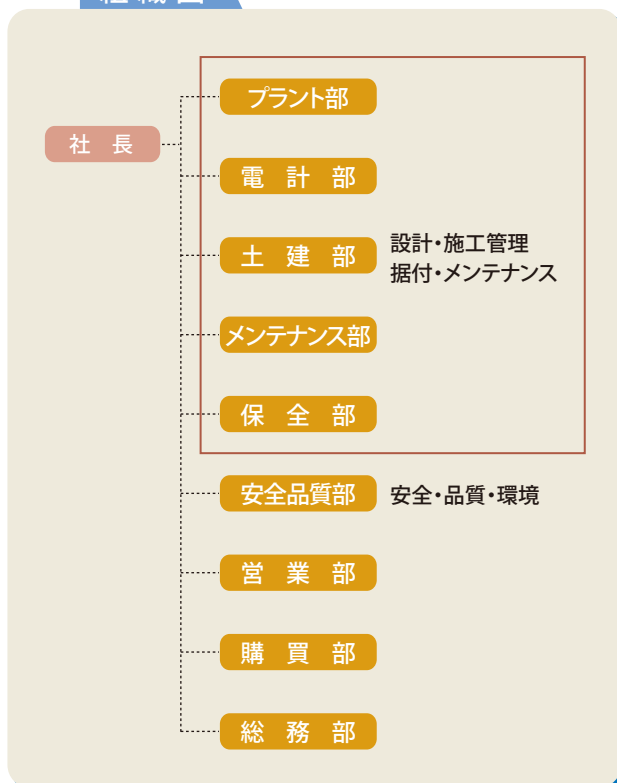 社長
プラント部
電計部
土建部
設計・施工管理
据付・メンテナンス
メンテナンス部
保全部
安全品質部 安全・品質・環境
営業部
購買部
総務部